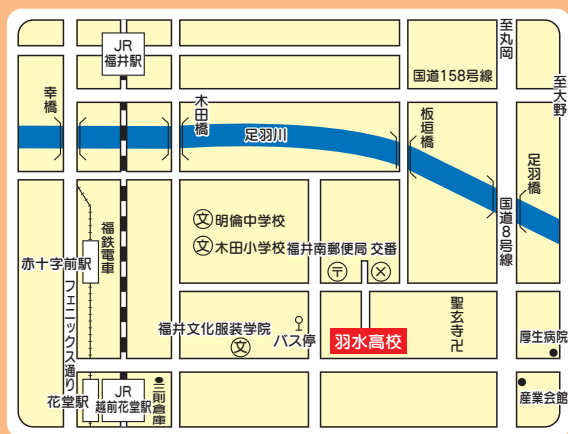 JR
福井駅
至丸岡
国道158号線
至大野
幸橋
木田橋
足羽川
板垣橋
足羽橋
国道8号線
文明倫中学校
文木田小学校
福井南郵便局
交番
〒
福鉄電車
赤十字前駅
フェニックス通り
福井文化服装学院
文
バス停
羽水高校
聖玄寺卍
厚生病院
花堂駅
JR
越前花堂駅
三則倉庫
産業会館